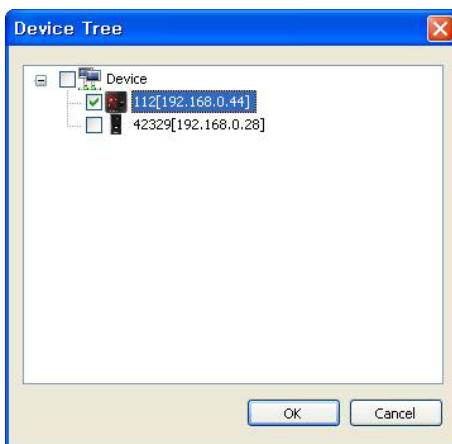 Device Tree
Device
112[192.168.0.44]
42329[192.168.0.28]
OK
Cancel